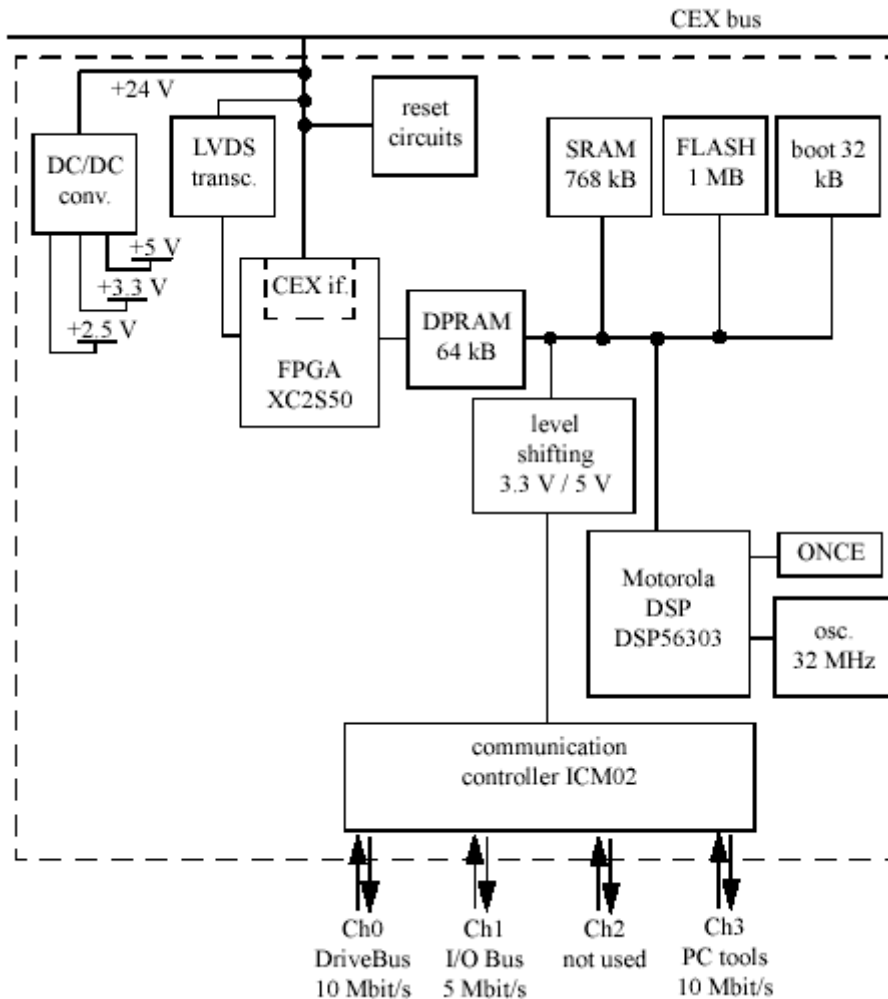 CEX bus
+24 V
DC/DC
conv.
+5 V
+3.3 V
+2.5 V
LVDS
transc.
reset
circuits
SRAM
768 kB
FLASH
1 MB
boot 32
kB
CEX if.
FPGA
XC2S50
DPRAM
64 kB
level
shifting
3.3 V / 5 V
Motorola
DSP
DSP56303
ONCE
osc.
32 MHz
communication
controller ICM02
Ch0
DriveBus
10 Mbit/s
Ch1
I/O Bus
5 Mbit/s
Ch2
not used
Ch3
PC tools
10 Mbit/s